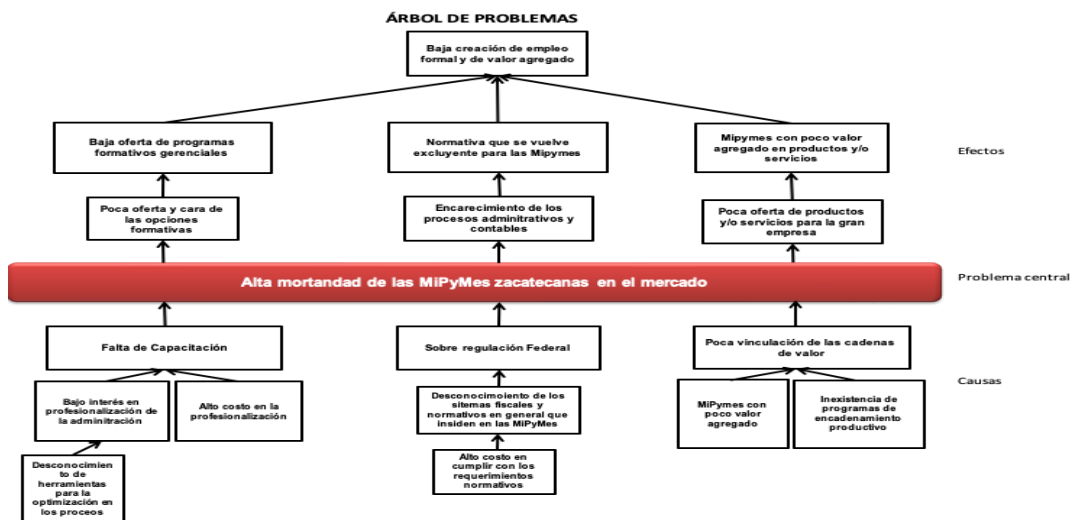 ÁRBOL DE PROBLEMAS
Baja creación de empleo
formal y de valor agregado
Baja oferta de programas
formativos gerenciales
Normativa que se vuelve
excluyente para las Mipymes
Mipymes con poco valor
agregado en productos y/o
servicios
Efectos
Poca oferta y cara de
las opciones
formativas
Encarecimiento de los
procesos adminitrativos y
contables
Poca oferta de productos
y/o servicios para la gran
empresa
Alta mortandad de las MiPyMes zacatecanas en el mercado
Problema central
Falta de Capacitación
Sobre regulación Federal
Poca vinculación de las cadenas
de valor
Causas
Bajo interés en
profesionalización de
la adminitración
Alto costo en la
profesionalización
Desconocimoiento de los
sitemas fiscales y
normativos en general que
insiden en las MiPyMes
MiPymes con
poco valor
agregado
Inexistencia de
programas de
encadenamiento
productivo
Desconocimien
to de
herramientas
para la
optimización en
los proceos
Alto costo en
cumplir con los
requerimientos
normativos